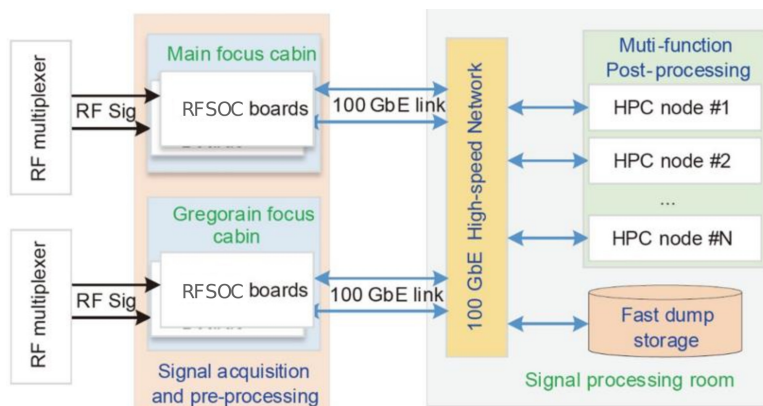 RF multiplexer
RF Sig
Main focus cabin
RFSOC boards
100 GbE link
RF multiplexer
RF Sig
Gregorain focus
cabin
RFSOC boards
100 GbE link
Signal acquisition
and pre-processing
100 GbE High-speed Network
Muti-function
Post-processing
HPC node #1
HPC node #2
...
HPC node #N
Fast dump
storage
Signal processing room